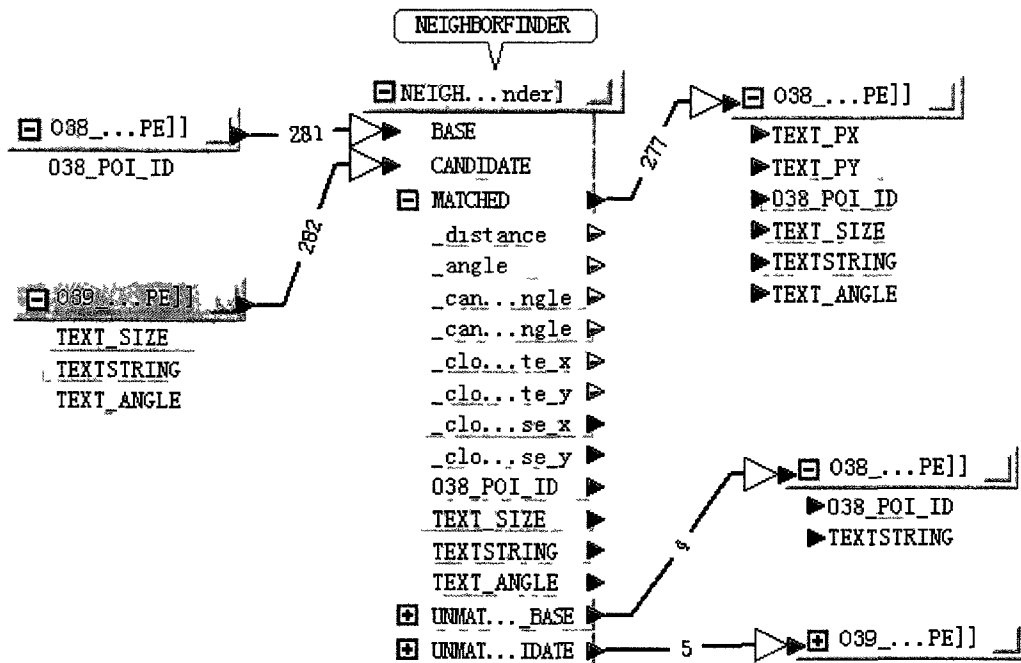 NEIGHBORFINDER
NEIGH...nder]
038_...PE]]
281
BASE
038_...PE]]
038_POI_ID
CANDIDATE
277
TEXT_PX
MATCHED
TEXT_PY
282
_distance
038_POI_ID
_angle
TEXT_SIZE
039_...PE]]
_can...ngle
TEXTSTRING
TEXT_SIZE
_can...ngle
TEXT_ANGLE
TEXTSTRING
_clo...te_x
TEXT_ANGLE
_clo...te_y
_clo...se_x
_clo...se_y
038_...PE]]
038_POI_ID
038_POI_ID
TEXT_SIZE
TEXTSTRING
TEXTSTRING
TEXT_ANGLE
4
UNMAT..._BASE
UNMAT...IDATE
5
039_...PE]]